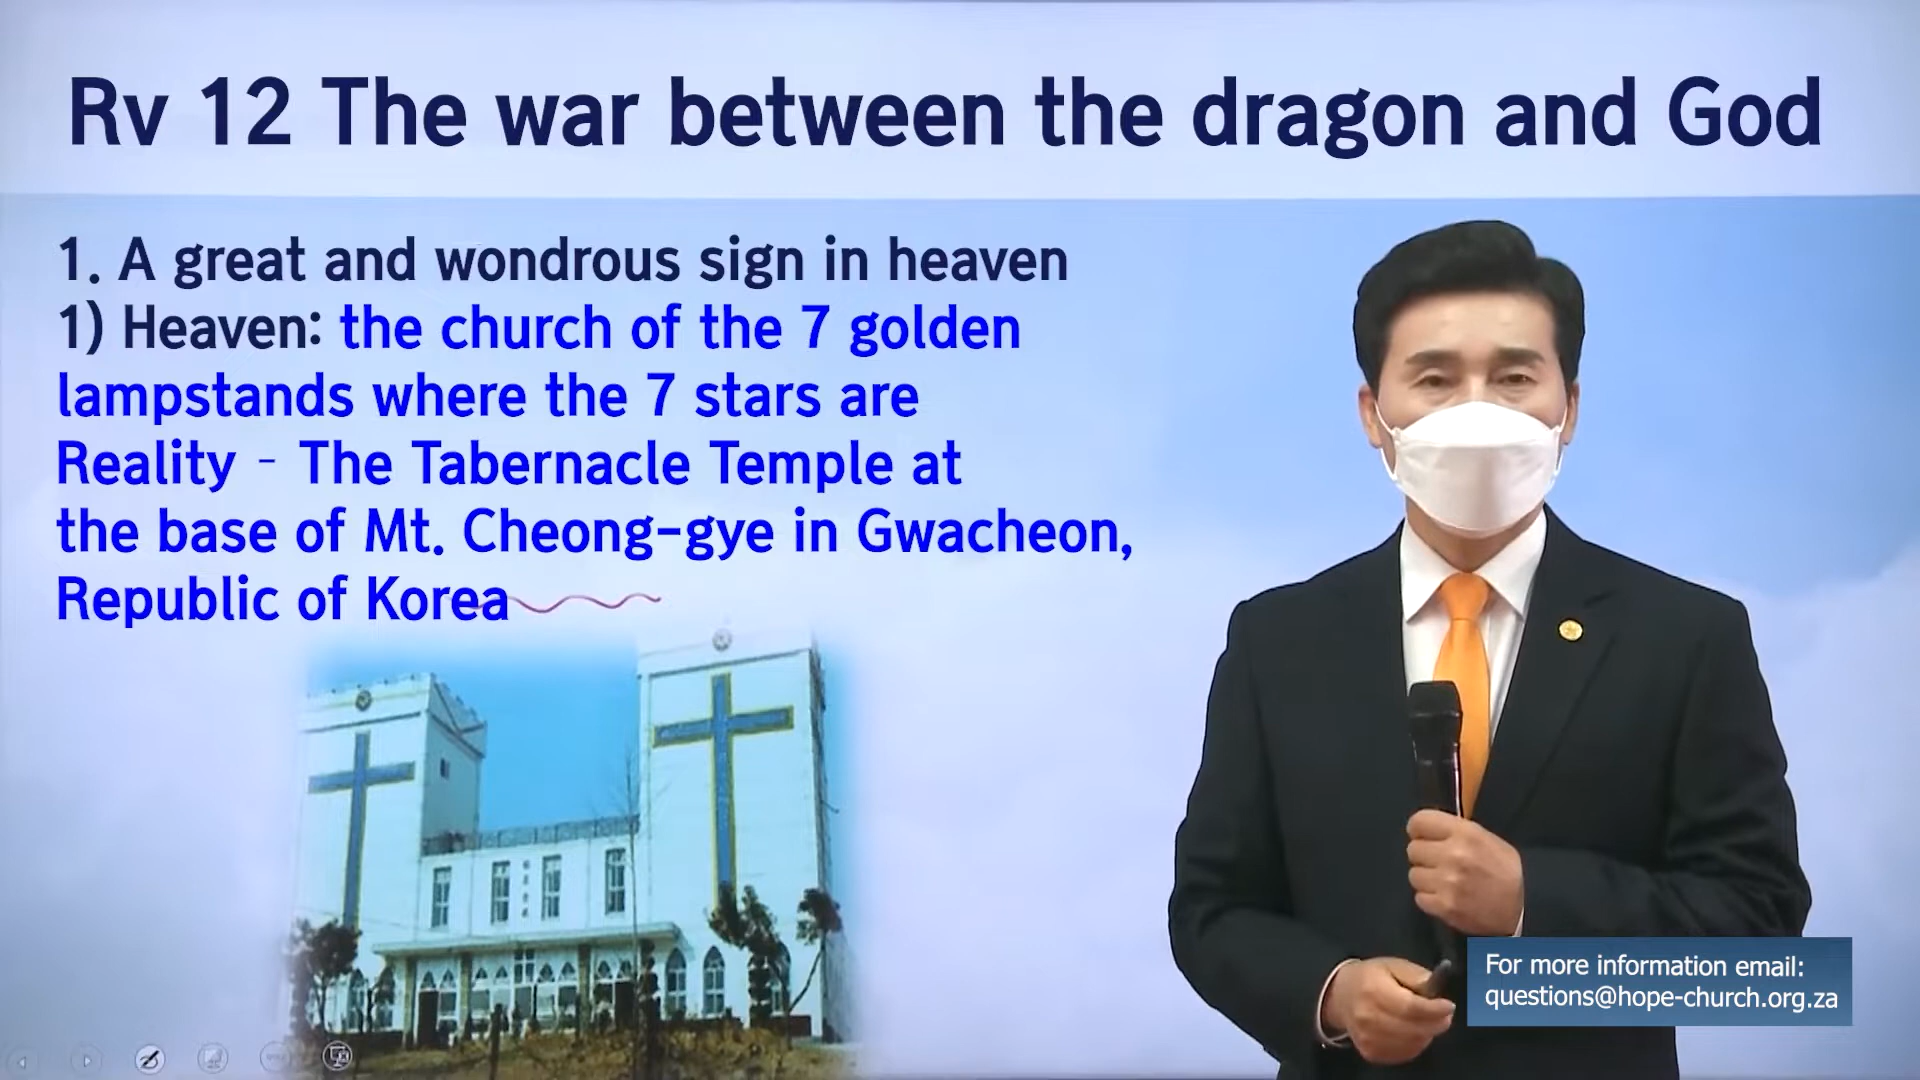 Rv 12 The war between the dragon and God
1. A great and wondrous sign in heaven
1) Heaven: the church of the 7 golden
lampstands where the 7 stars are
Reality - The Tabernacle Temple at
the base of Mt. Cheong-gye in Gwacheon,
Republic of Korea
For more information email:
questions@hope-church.org.za